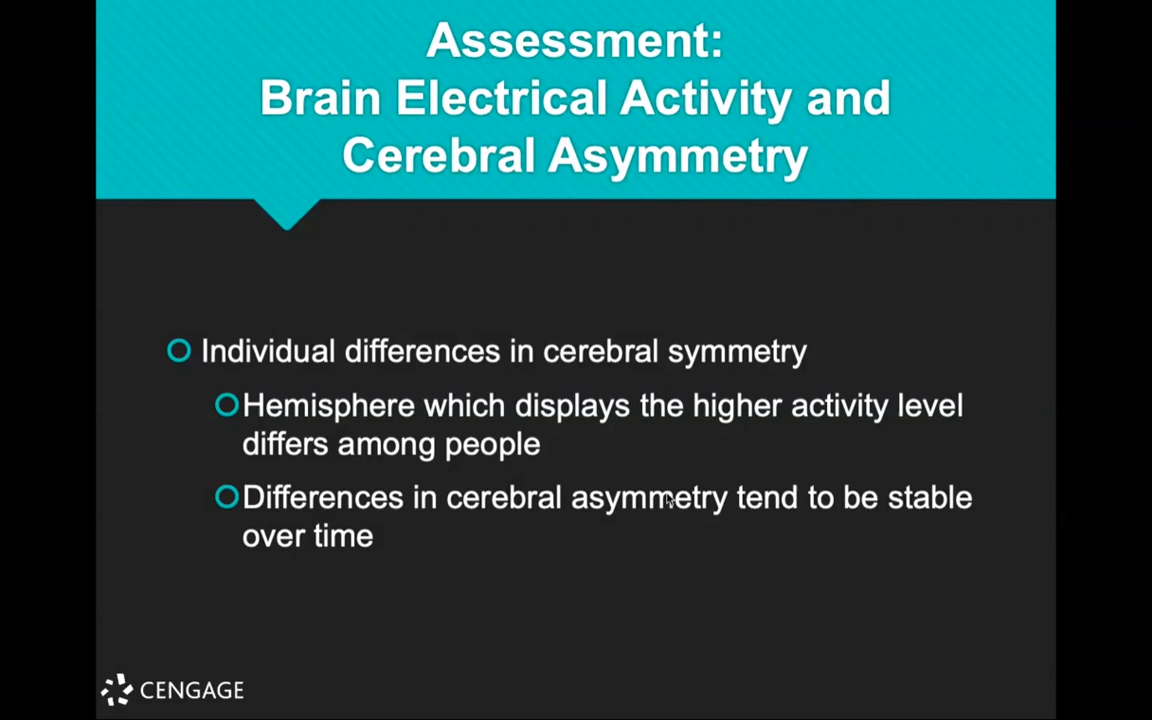 Assessment:
Brain Electrical Activity and
Cerebral Asymmetry
Individual differences in cerebral symmetry
Hemisphere which displays the higher activity level
differs among people
Differences in cerebral asymmetry tend to be stable
over time
CENGAGE